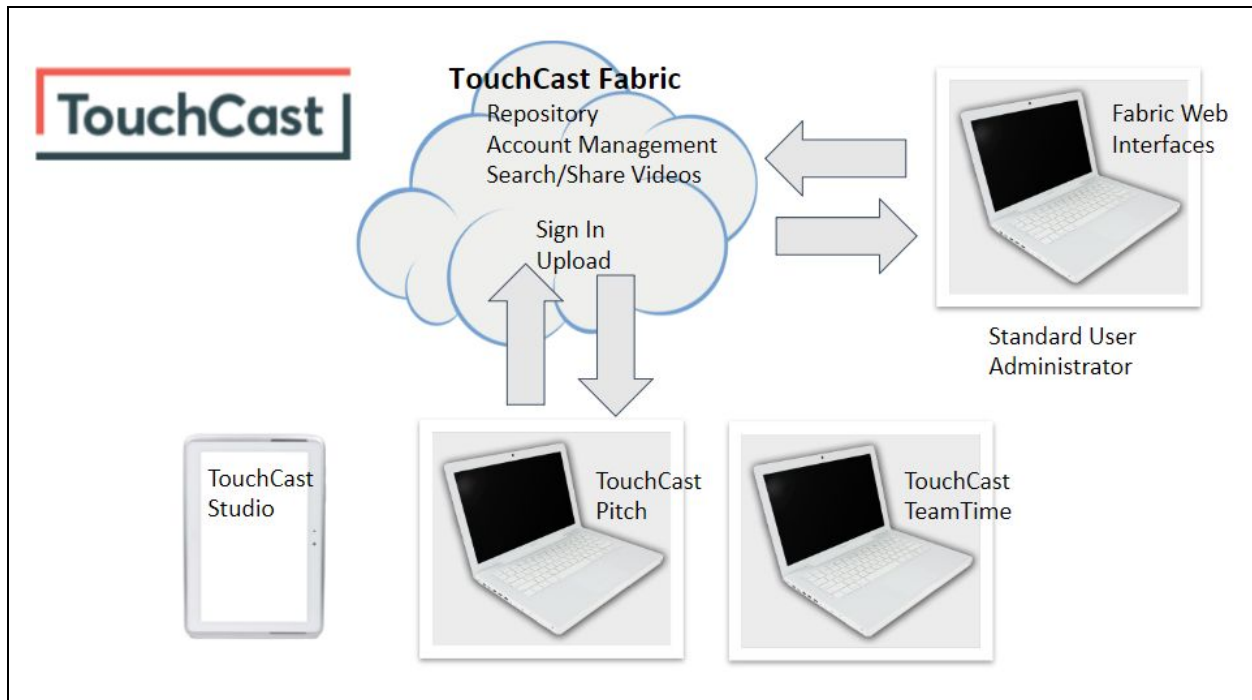 TouchCast
TouchCast Fabric
Repository
Account Management
Search/Share Videos
Sign In
Upload
Fabric Web
Interfaces
Standard User
Administrator
TouchCast
Studio
TouchCast
Pitch
TouchCast
TeamTime